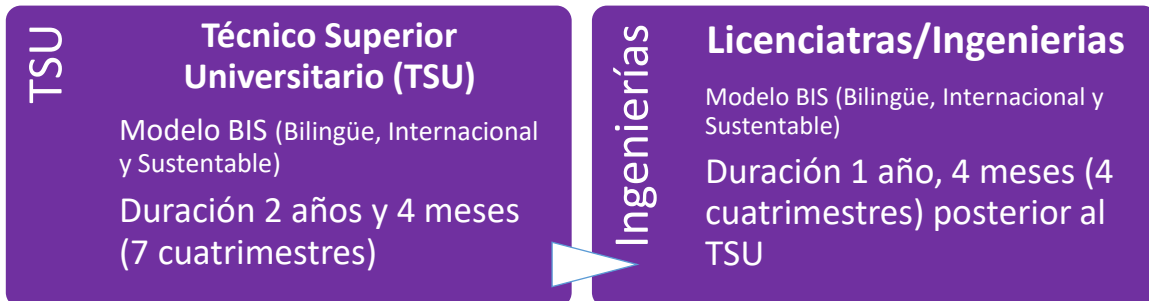 TSU
Técnico Superior
Universitario (TSU)
Modelo BIS (Bilingüe, Internacional
y Sustentable)
Duración 2 años y 4 meses
(7 cuatrimestres)
Ingenierías
Licenciatras/Ingenierias
Modelo BIS (Bilingüe, Internacional y
Sustentable)
Duración 1 año, 4 meses (4
cuatrimestres) posterior al
TSU